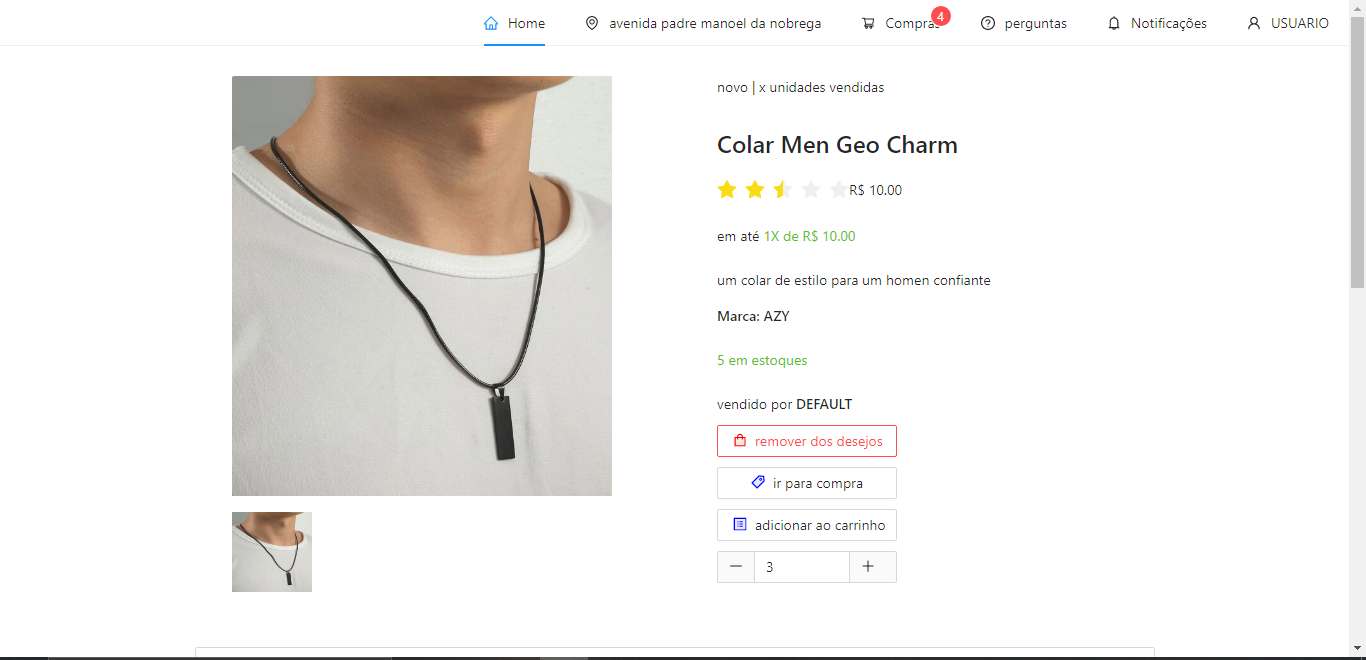 Home
avenida padre manoel da nobrega
Compras
4
perguntas
Notificações
USUARIO
novo | x unidades vendidas
Colar Men Geo Charm
R$ 10.00
em até 1X de R$ 10.00
um colar de estilo para um homen confiante
Marca: AZY
5 em estoques
vendido por DEFAULT
remover dos desejos
ir para compra
adicionar ao carrinho
3